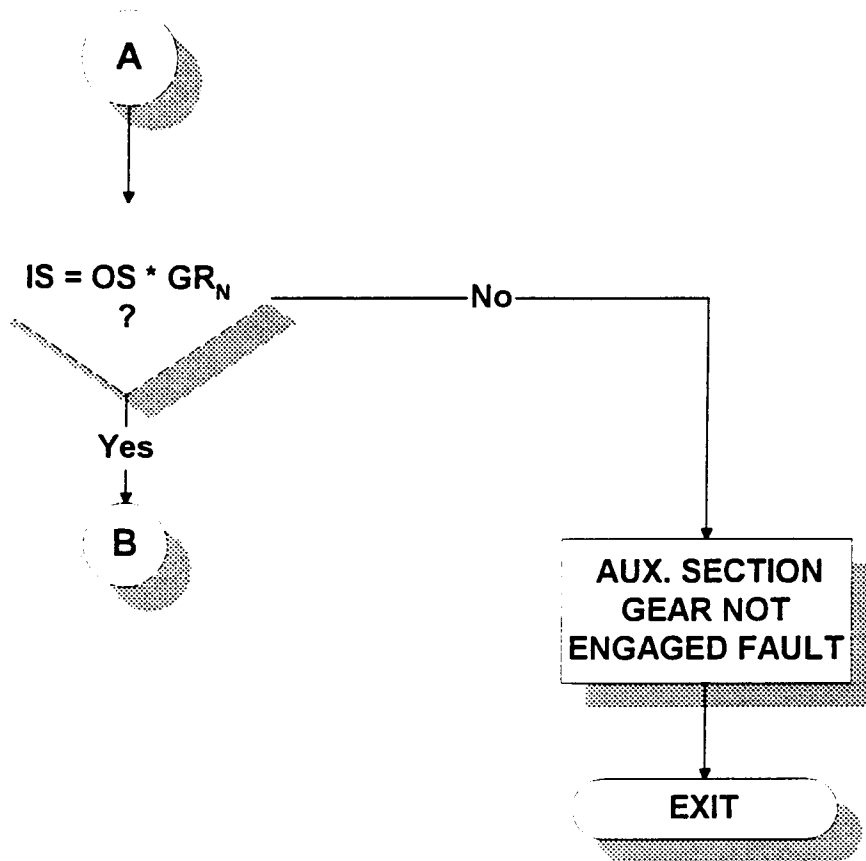 A
IS = OS * GR_N
?
No
Yes
B
AUX. SECTION
GEAR NOT
ENGAGED FAULT
EXIT